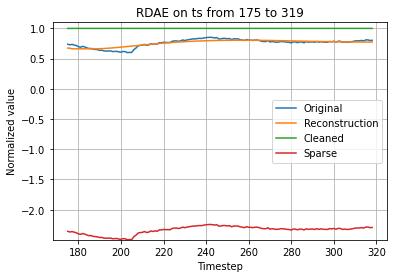 RDAE on ts from 175 to 319
1.0
0.5
0.0
−0.5
−1.0
−1.5
−2.0
Normalized value
Original
Reconstruction
Cleaned
Sparse
180 200 220 240 260 280 300 320
Timestep